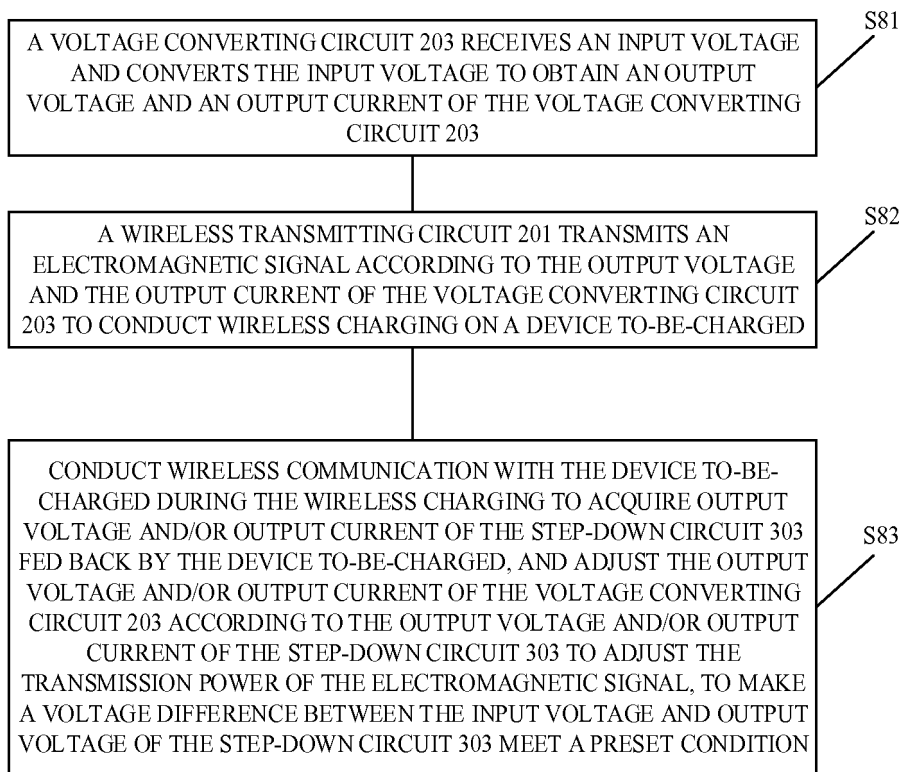 A VOLTAGE CONVERTING CIRCUIT 203 RECEIVES AN INPUT VOLTAGE
AND CONVERTS THE INPUT VOLTAGE TO OBTAIN AN OUTPUT
VOLTAGE AND AN OUTPUT CURRENT OF THE VOLTAGE CONVERTING
CIRCUIT 203
S81
A WIRELESS TRANSMITTING CIRCUIT 201 TRANSMITS AN
ELECTROMAGNETIC SIGNAL ACCORDING TO THE OUTPUT VOLTAGE
AND THE OUTPUT CURRENT OF THE VOLTAGE CONVERTING CIRCUIT
203 TO CONDUCT WIRELESS CHARGING ON A DEVICE TO-BE-CHARGED
S82
CONDUCT WIRELESS COMMUNICATION WITH THE DEVICE TO-BE-
CHARGED DURING THE WIRELESS CHARGING TO ACQUIRE OUTPUT
VOLTAGE AND/OR OUTPUT CURRENT OF THE STEP-DOWN CIRCUIT 303
FED BACK BY THE DEVICE TO-BE-CHARGED, AND ADJUST THE OUTPUT
VOLTAGE AND/OR OUTPUT CURRENT OF THE VOLTAGE CONVERTING
CIRCUIT 203 ACCORDING TO THE OUTPUT VOLTAGE AND/OR OUTPUT
CURRENT OF THE STEP-DOWN CIRCUIT 303 TO ADJUST THE
TRANSMISSION POWER OF THE ELECTROMAGNETIC SIGNAL, TO MAKE
A VOLTAGE DIFFERENCE BETWEEN THE INPUT VOLTAGE AND OUTPUT
VOLTAGE OF THE STEP-DOWN CIRCUIT 303 MEET A PRESET CONDITION
S83